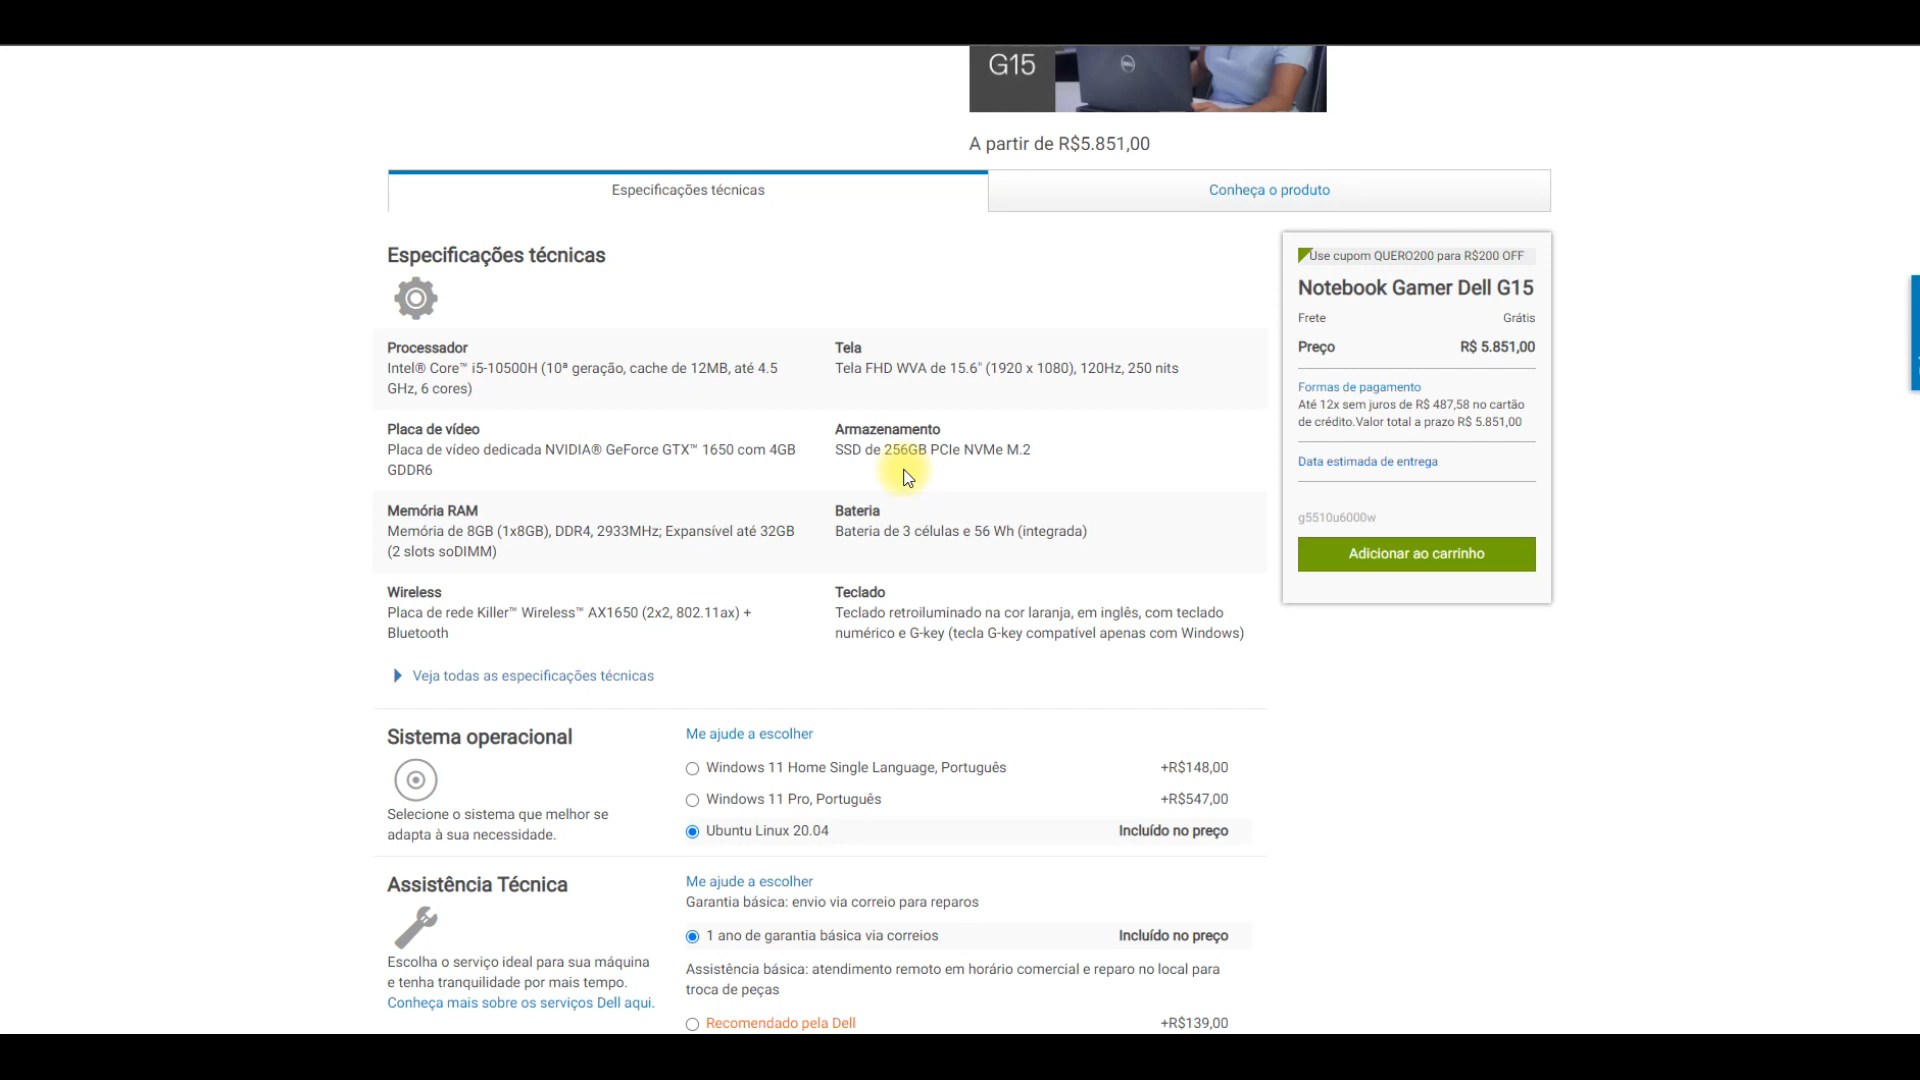 G15
DELL
A partir de R$5.851,00
Especificações técnicas
Conheça o produto
Especificações técnicas
Processador
Intel® Core™ i5-10500H (10ª geração, cache de 12MB, até 4.5
GHz, 6 cores)
Tela
Tela FHD WVA de 15.6" (1920 x 1080), 120Hz, 250 nits
Placa de vídeo
Placa de vídeo dedicada NVIDIA® GeForce GTX™ 1650 com 4GB
GDDR6
Armazenamento
SSD de 256GB PCIe NVMe M.2
Memória RAM
Memória de 8GB (1x8GB), DDR4, 2933MHz; Expansível até 32GB
(2 slots soDIMM)
Bateria
Bateria de 3 células e 56 Wh (integrada)
Wireless
Placa de rede Killer™ Wireless™ AX1650 (2x2, 802.11ax) +
Bluetooth
Teclado
Teclado retroiluminado na cor laranja, em inglês, com teclado
numérico e G-key (tecla G-key compatível apenas com Windows)
Veja todas as especificações técnicas
Use cupom QUERO200 para R$200 OFF
Notebook Gamer Dell G15
Frete Grátis
Preço R$ 5.851,00
Formas de pagamento
Até 12x sem juros de R$ 487,58 no cartão
de crédito.Valor total a prazo R$ 5.851,00
Data estimada de entrega
g5510u6000w
Adicionar ao carrinho
Sistema operacional
Selecione o sistema que melhor se
adapta à sua necessidade.
Me ajude a escolher
Windows 11 Home Single Language, Português +R$148,00
Windows 11 Pro, Português +R$547,00
Ubuntu Linux 20.04 Incluído no preço
Assistência Técnica
Escolha o serviço ideal para sua máquina
e tenha tranquilidade por mais tempo.
Conheça mais sobre os serviços Dell aqui.
Me ajude a escolher
Garantia básica: envio via correio para reparos
1 ano de garantia básica via correios Incluído no preço
Assistência básica: atendimento remoto em horário comercial e reparo no local para
troca de peças
Recomendado pela Dell +R$139,00